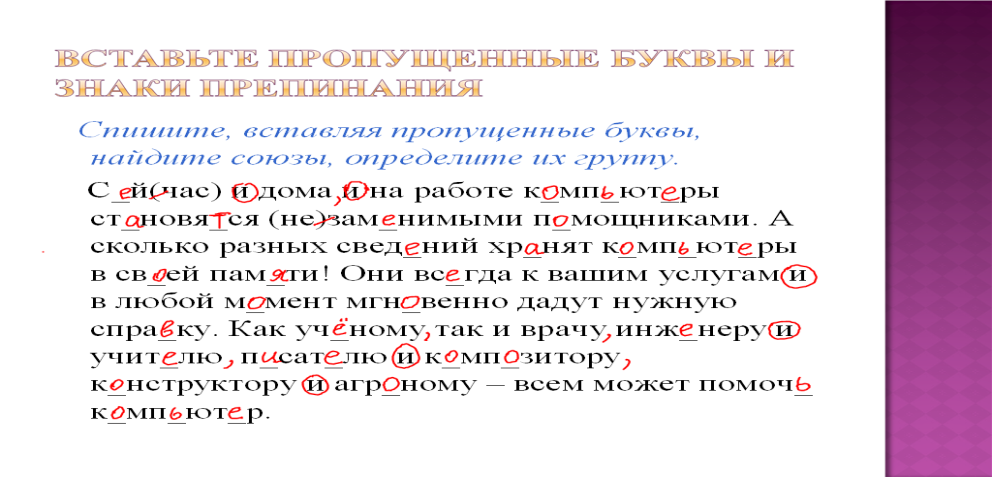 ВСТАВЬТЕ ПРОПУЩЕННЫЕ БУКВЫ И
ЗНАКИ ПРЕПИНАНИЯ
Спишите, вставляя пропущенные буквы,
найдите союзы, определите их группу.
Сей(час) и дома, и на работе компьютеры
становятся (не)заменимыми помощниками. А
сколько разных сведений хранят компьютеры
в своей памяти! Они всегда к вашим услугам и
в любой момент мгновенно дадут нужную
справку. Как учёному, так и врачу, инженеру и
учителю, писателю и композитору,
конструктору и агроному – всем может помочь
компьютер.